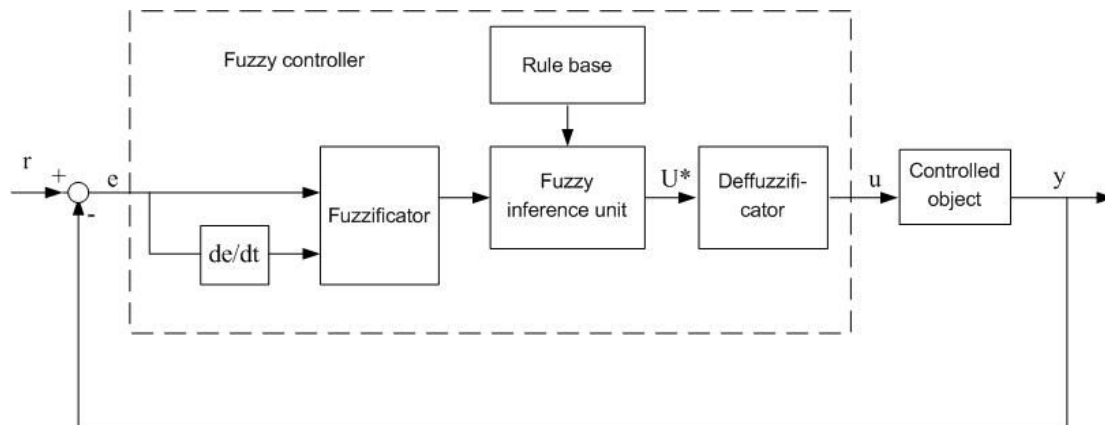 Fuzzy controller
Rule base
r
+
-
e
de/dt
Fuzzificator
Fuzzy
inference unit
U*
Deffuzzifi-
cator
u
Controlled
object
y